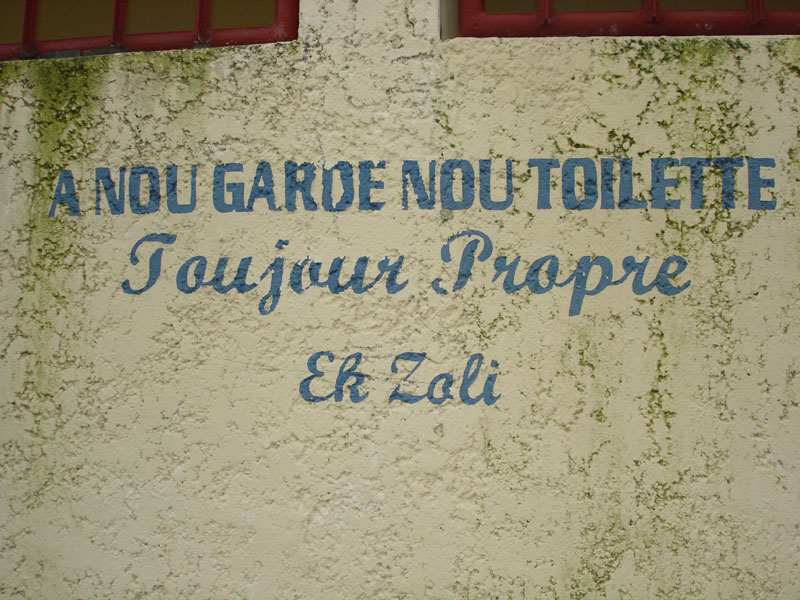 A NOU GARDE NOU TOILETTE
Toujour Propre
Ek Zoli